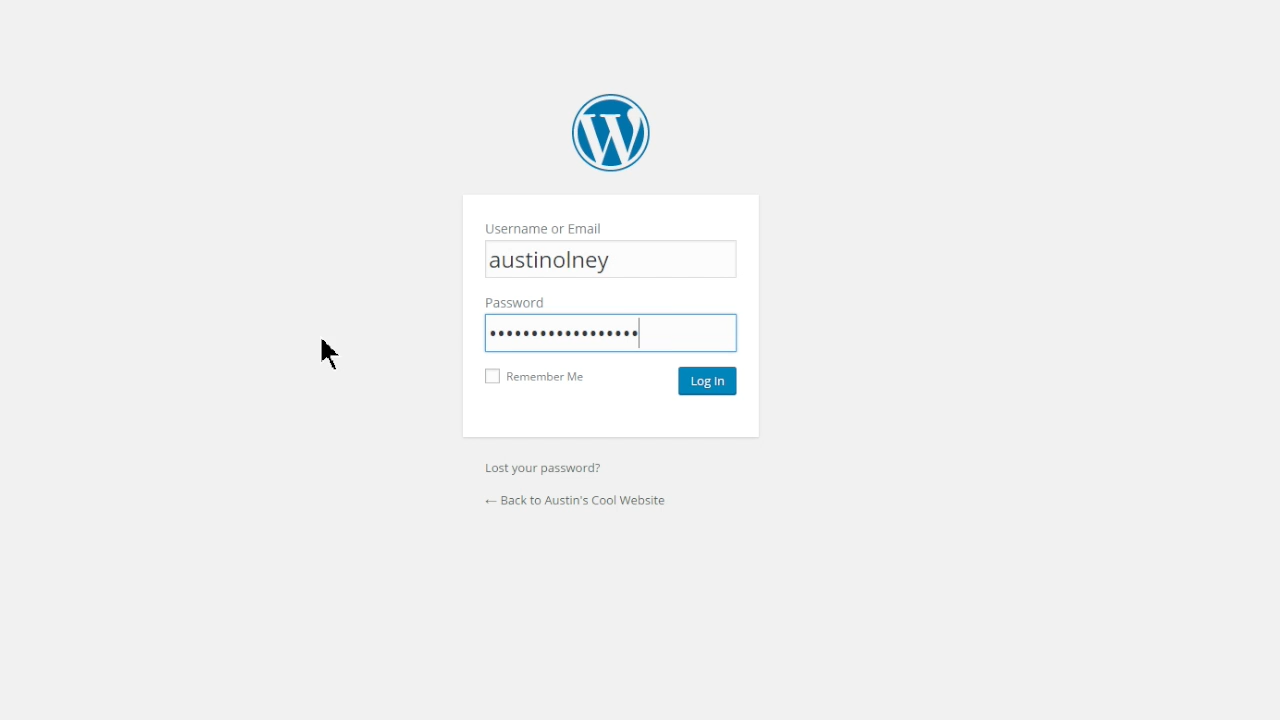 Username or Email
austinolney
Password
••••••••••••••••••
Remember Me
Log In
Lost your password?
← Back to Austin's Cool Website